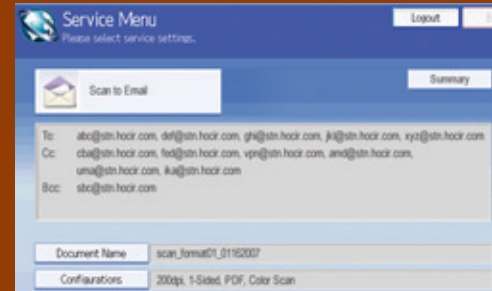 Service Menu
Please select service settings.
Logout
Scan to Email
Summary
To: abc@stn.hocir.com, def@stn.hocir.com, ghi@stn.hocir.com, jkl@stn.hocir.com, xyz@stn.hocir.com
Cc: cba@stn.hocir.com, fed@stn.hocir.com, vpn@stn.hocir.com, amd@stn.hocir.com,
uma@stn.hocir.com, ika@stn.hocir.com
Bcc: sbc@stn.hocir.com
Document Name scan_format01_01162007
Configurations 200dpi, 1-Sided, PDF, Color Scan